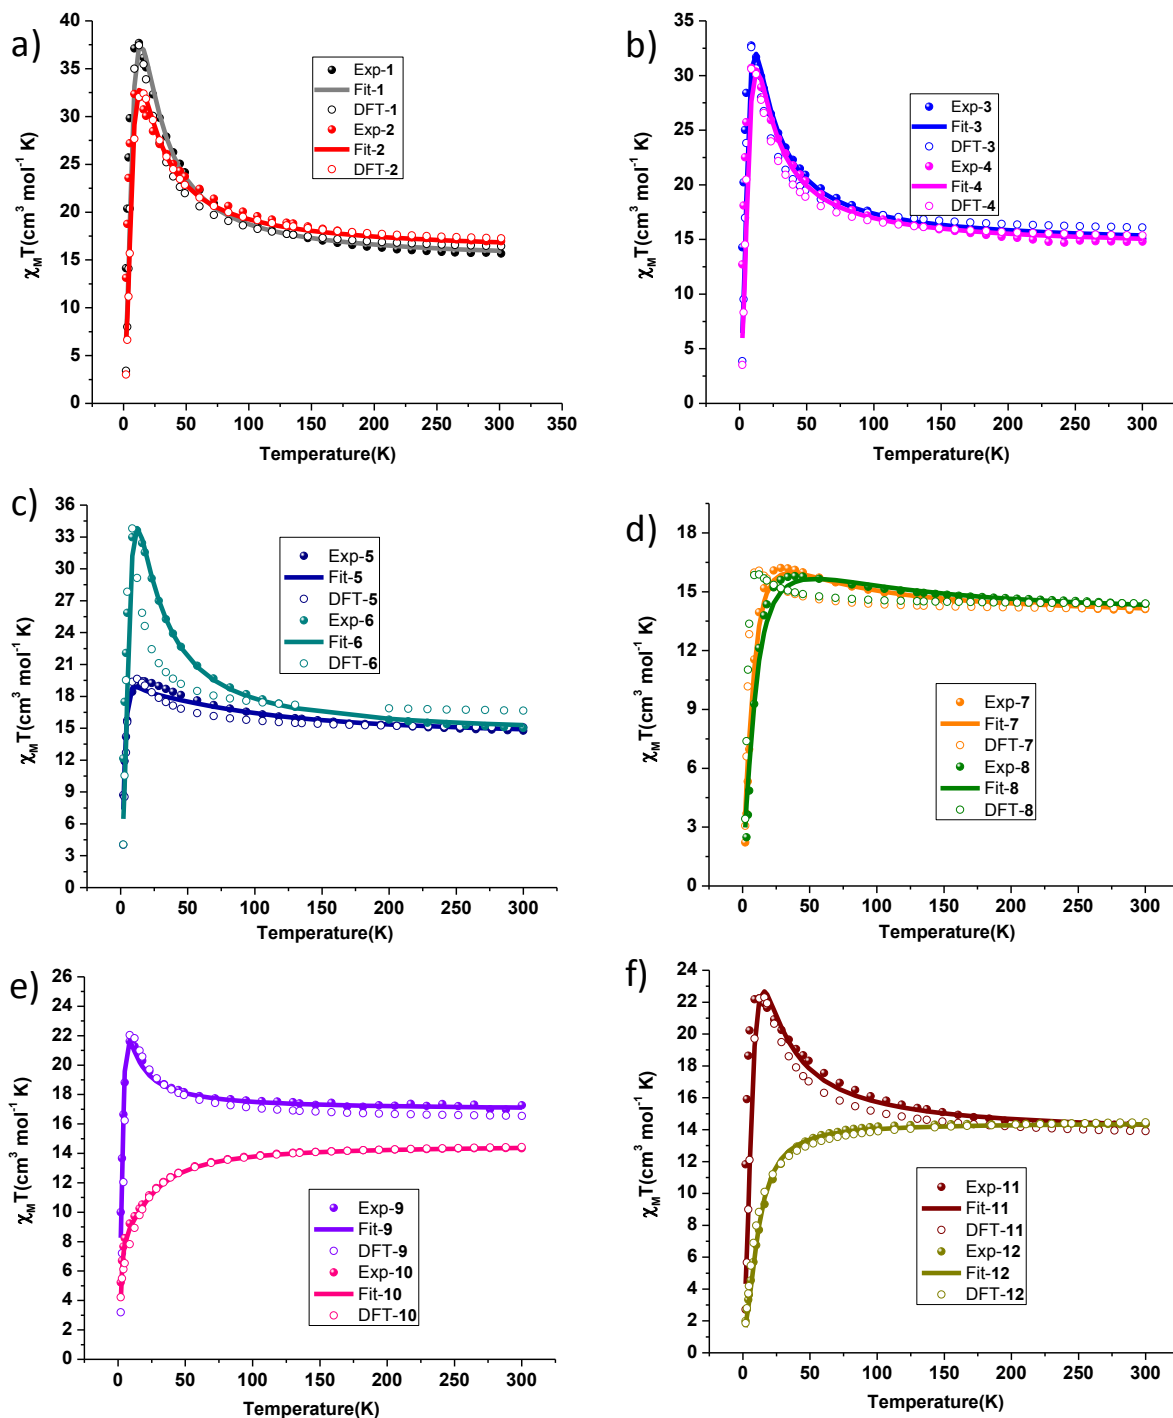 a)
40
35
30
25
20
15
10
5
0
χMT(cm³ mol⁻¹ K)
Exp-1
Fit-1
DFT-1
Exp-2
Fit-2
DFT-2
0 50 100 150 200 250 300 350
Temperature(K)
b)
35
30
25
20
15
10
5
0
χMT(cm³ mol⁻¹ K)
Exp-3
Fit-3
DFT-3
Exp-4
Fit-4
DFT-4
0 50 100 150 200 250 300
Temperature(K)
c)
36
33
30
27
24
21
18
15
12
9
6
3
0
χMT(cm³ mol⁻¹ K)
Exp-5
Fit-5
DFT-5
Exp-6
Fit-6
DFT-6
0 50 100 150 200 250 300
Temperature(K)
d)
18
15
12
9
6
3
0
χMT(cm³ mol⁻¹ K)
Exp-7
Fit-7
DFT-7
Exp-8
Fit-8
DFT-8
0 50 100 150 200 250 300
Temperature(K)
e)
26
24
22
20
18
16
14
12
10
8
6
4
2
0
χMT(cm³ mol⁻¹ K)
Exp-9
Fit-9
DFT-9
Exp-10
Fit-10
DFT-10
0 50 100 150 200 250 300
Temperature(K)
f)
24
22
20
18
16
14
12
10
8
6
4
2
0
χMT(cm³ mol⁻¹ K)
Exp-11
Fit-11
DFT-11
Exp-12
Fit-12
DFT-12
0 50 100 150 200 250 300
Temperature(K)